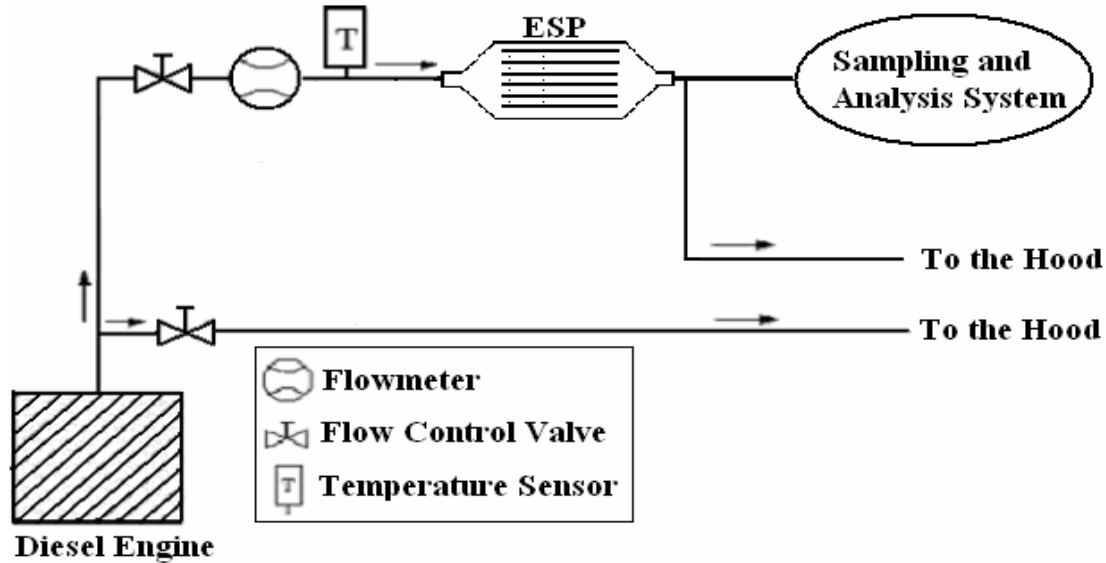 T
ESP
Sampling and
Analysis System
To the Hood
To the Hood
Flowmeter
Flow Control Valve
T
Temperature Sensor
Diesel Engine